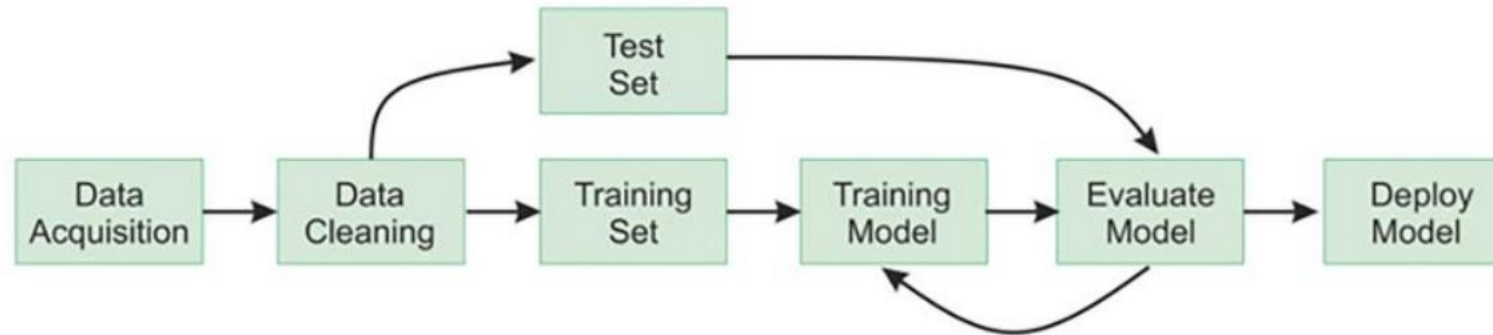 Test
Set
Data
Acquisition
Data
Cleaning
Training
Set
Training
Model
Evaluate
Model
Deploy
Model